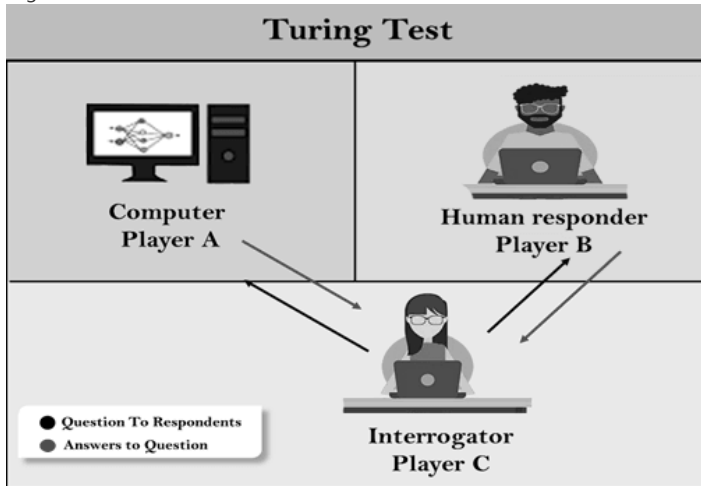 Turing Test
Computer
Player A
Human responder
Player B
Question To Respondents
Answers to Question
Interrogator
Player C